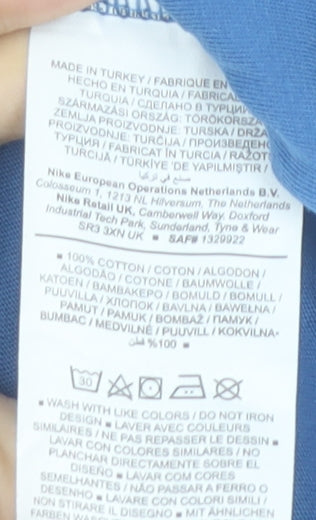 MADE IN TURKEY / FABRIQUÉ EN
HECHO EN TURQUIA / FABRICA
TURQUIA / СДЕЛАНО В ТУРЦИ
SZÁRMAZÁSI ORSZÁG: TÖRÖKORSZÁ
ZEMLJA PROIZVODNJE: TURSKA / DRŽA
PROIZVODNJE: TURČIJA / ПРОИЗВЕДЕНО
ТУРЦИЯ / FABRICAT ÎN TURCIA / RAŽOT
TURCIJĀ / TÜRKİYE 'DE YAPILMIŞTIR /
صنع في تركيا
Nike European Operations Netherlands B.V.
Colosseum 1, 1213 NL Hilversum, The Netherlands
Nike Retail UK, Camberwell Way, Doxford
Industrial Tech Park, Sunderland, Tyne & Wear
SR3 3XN UK ■ SAF# 1329922
■ 100% COTTON / COTON / ALGODON /
ALGODÃO / COTONE / BAUMWOLLE /
KATOEN / ΒΑΜΒΑΚΕΡΟ / BOMULD / BOMULL /
PUUVILLA / ХЛОПОК / BAVLNA / BAWEŁNA /
PAMUT / PAMUK / BOMBAŽ / ПАМУК /
BUMBAC / MEDVILNĖ / PUUVILL / KOKVILNA-
%100 قطن ■
30
■ WASH WITH LIKE COLORS / DO NOT IRON
DESIGN ■ LAVER AVEC COULEURS
SIMILAIRES / NE PAS REPASSER LE DESSIN ■
LAVAR CON COLORES SIMILARES / NO
PLANCHAR DIRECTAMENTE SOBRE EL
DISEÑO ■ LAVAR COM CORES
SEMELHANTES / NÃO PASSAR A FERRO O
DESENHO ■ LAVARE CON COLORI SIMILI /
NON STIRARE IL DISEGNO ■ MIT ÄHNLICHEN
FARBEN